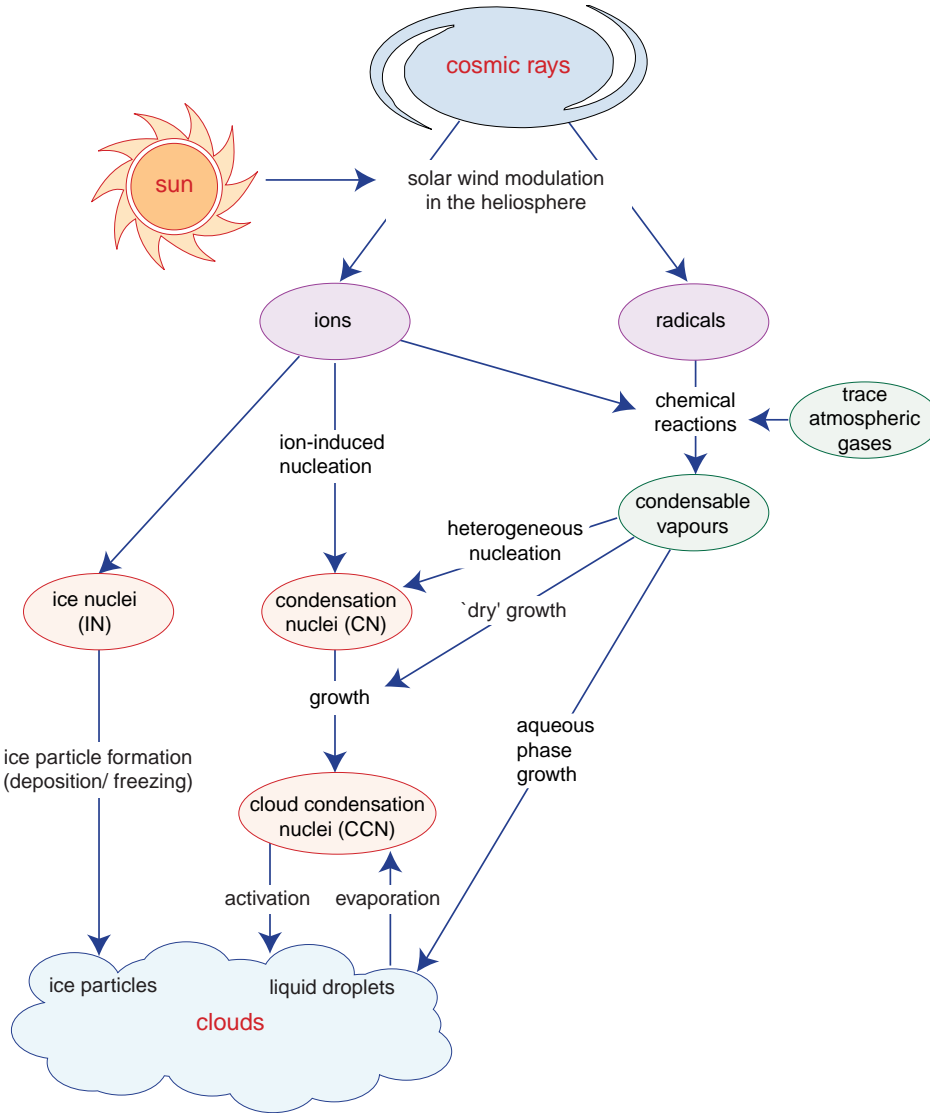 cosmic rays
sun
solar wind modulation
in the heliosphere
ions
radicals
chemical
reactions
trace
atmospheric
gases
ion-induced
nucleation
condensable
vapours
heterogeneous
nucleation
ice nuclei
(IN)
condensation
nuclei (CN)
`dry' growth
growth
aqueous
phase
growth
ice particle formation
(deposition/ freezing)
cloud condensation
nuclei (CCN)
activation
evaporation
ice particles
liquid droplets
clouds